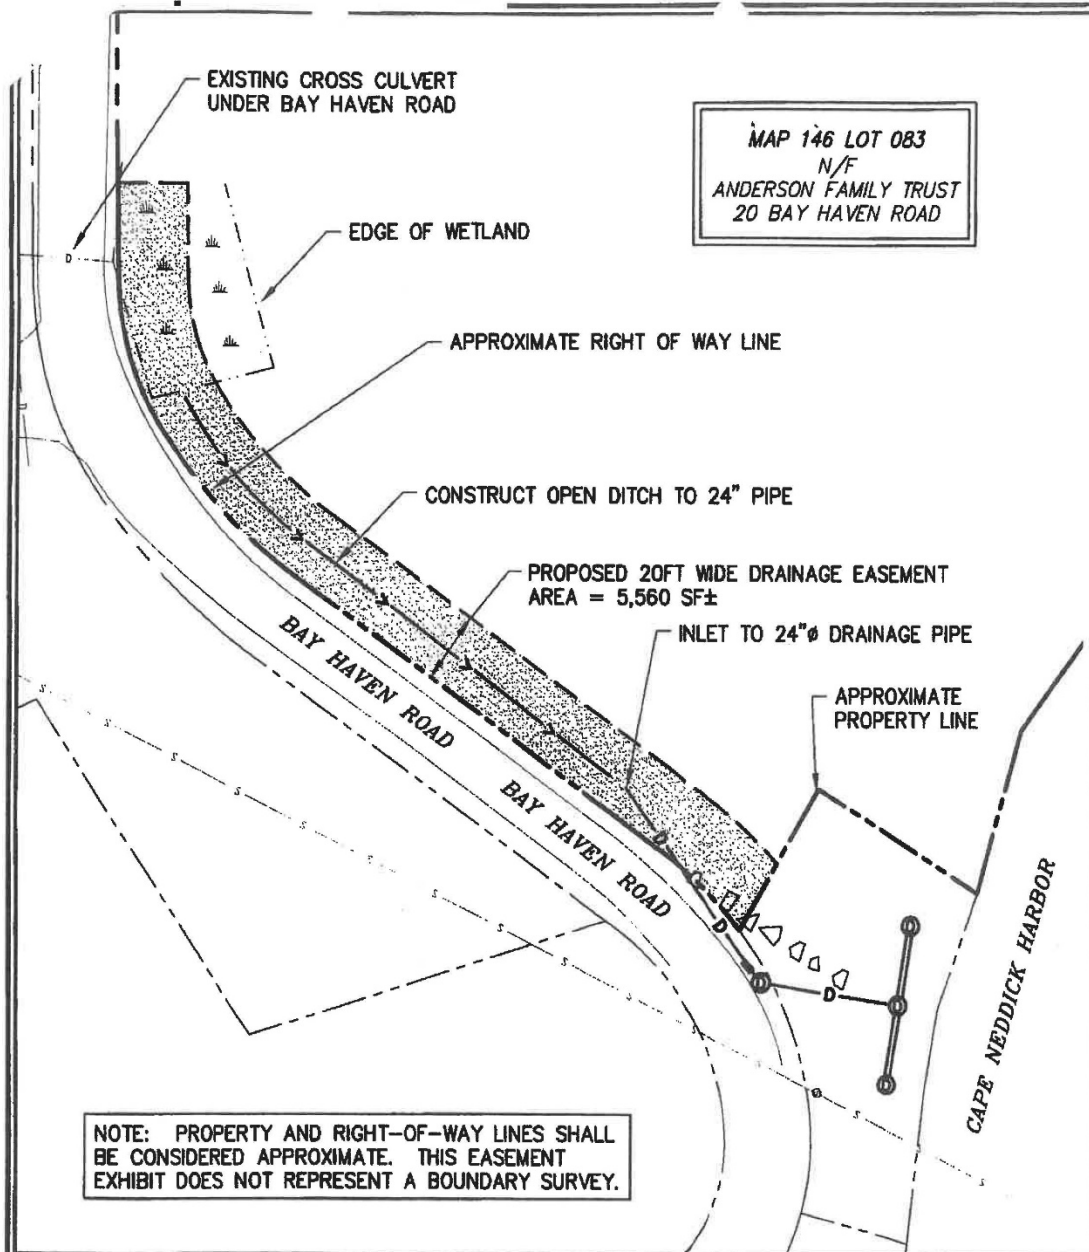 EXISTING CROSS CULVERT
UNDER BAY HAVEN ROAD
MAP 146 LOT 083
N/F
ANDERSON FAMILY TRUST
20 BAY HAVEN ROAD
EDGE OF WETLAND
D
APPROXIMATE RIGHT OF WAY LINE
CONSTRUCT OPEN DITCH TO 24" PIPE
PROPOSED 20FT WIDE DRAINAGE EASEMENT
AREA = 5,560 SF±
INLET TO 24"ø DRAINAGE PIPE
APPROXIMATE
PROPERTY LINE
BAY HAVEN ROAD
BAY HAVEN ROAD
S
S
S
S
S
S
S
S
S
S
D
D
D
CAPE NEDDICK HARBOR
NOTE: PROPERTY AND RIGHT-OF-WAY LINES SHALL
BE CONSIDERED APPROXIMATE. THIS EASEMENT
EXHIBIT DOES NOT REPRESENT A BOUNDARY SURVEY.